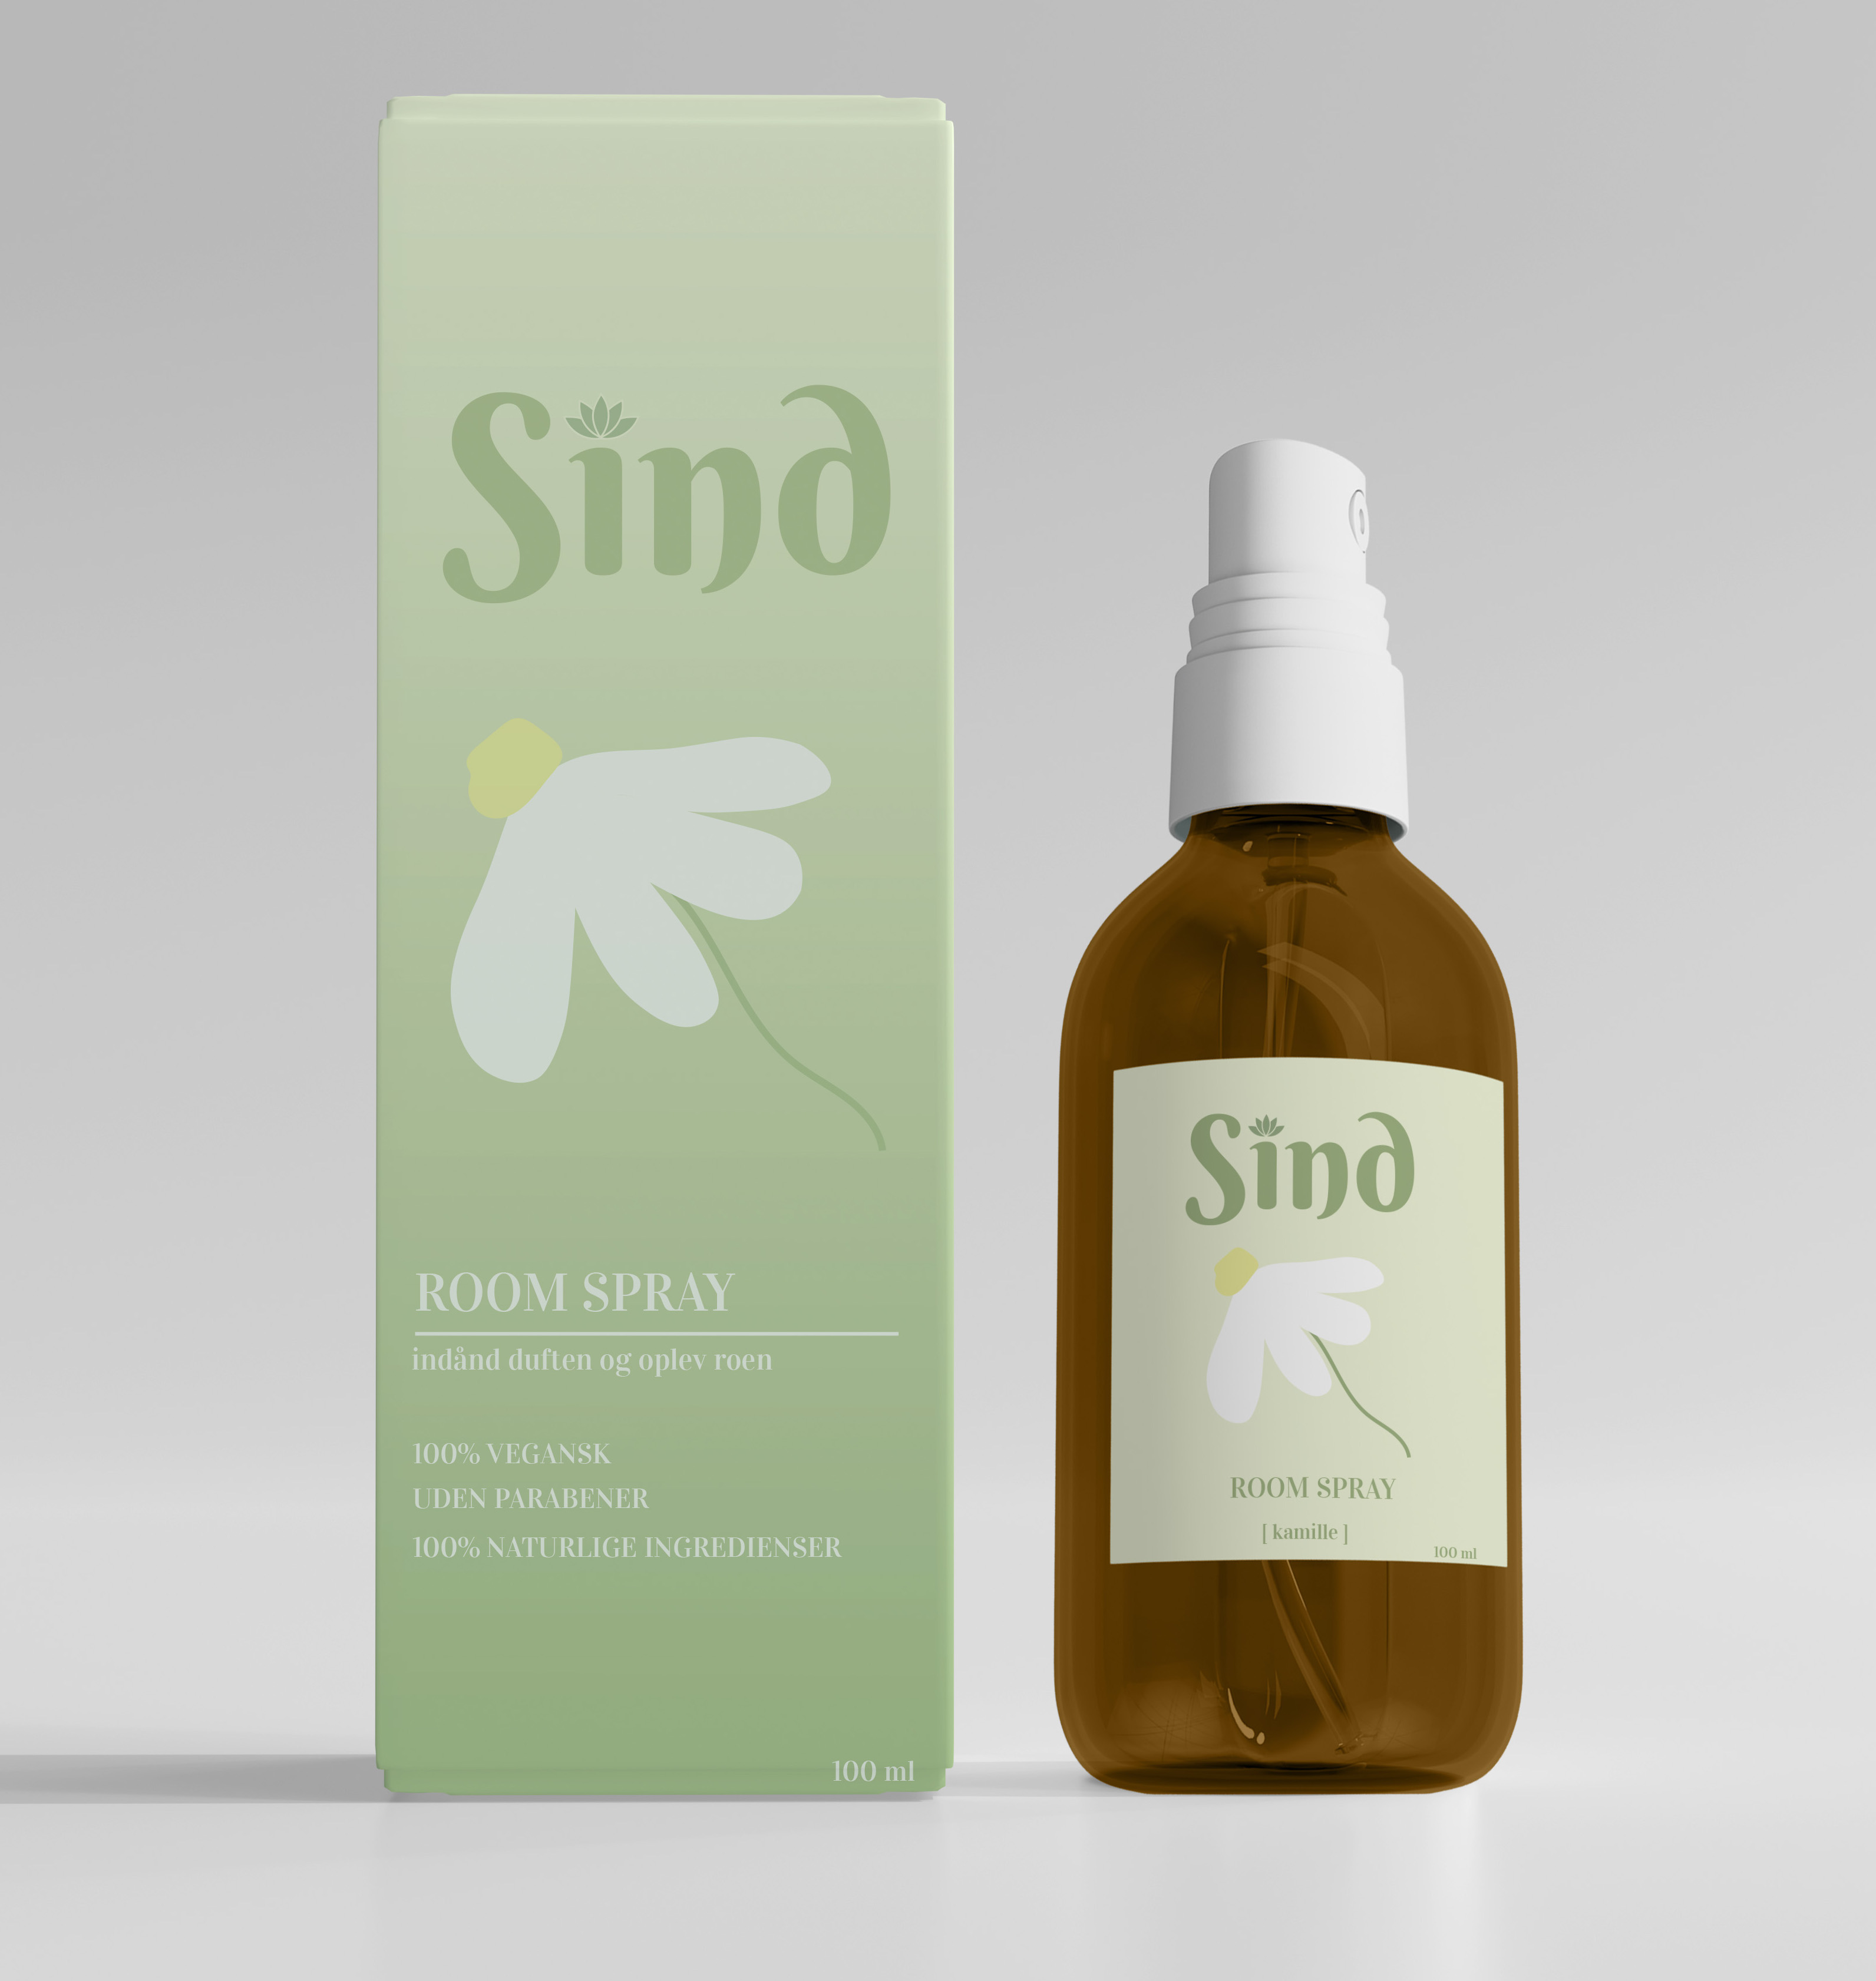 Sind
ROOM SPRAY
indånd duften og oplev roen
100% VEGANSK
UDEN PARABENER
100% NATURLIGE INGREDIENSER
100 ml
Sind
ROOM SPRAY
[ kamille ]
100 ml